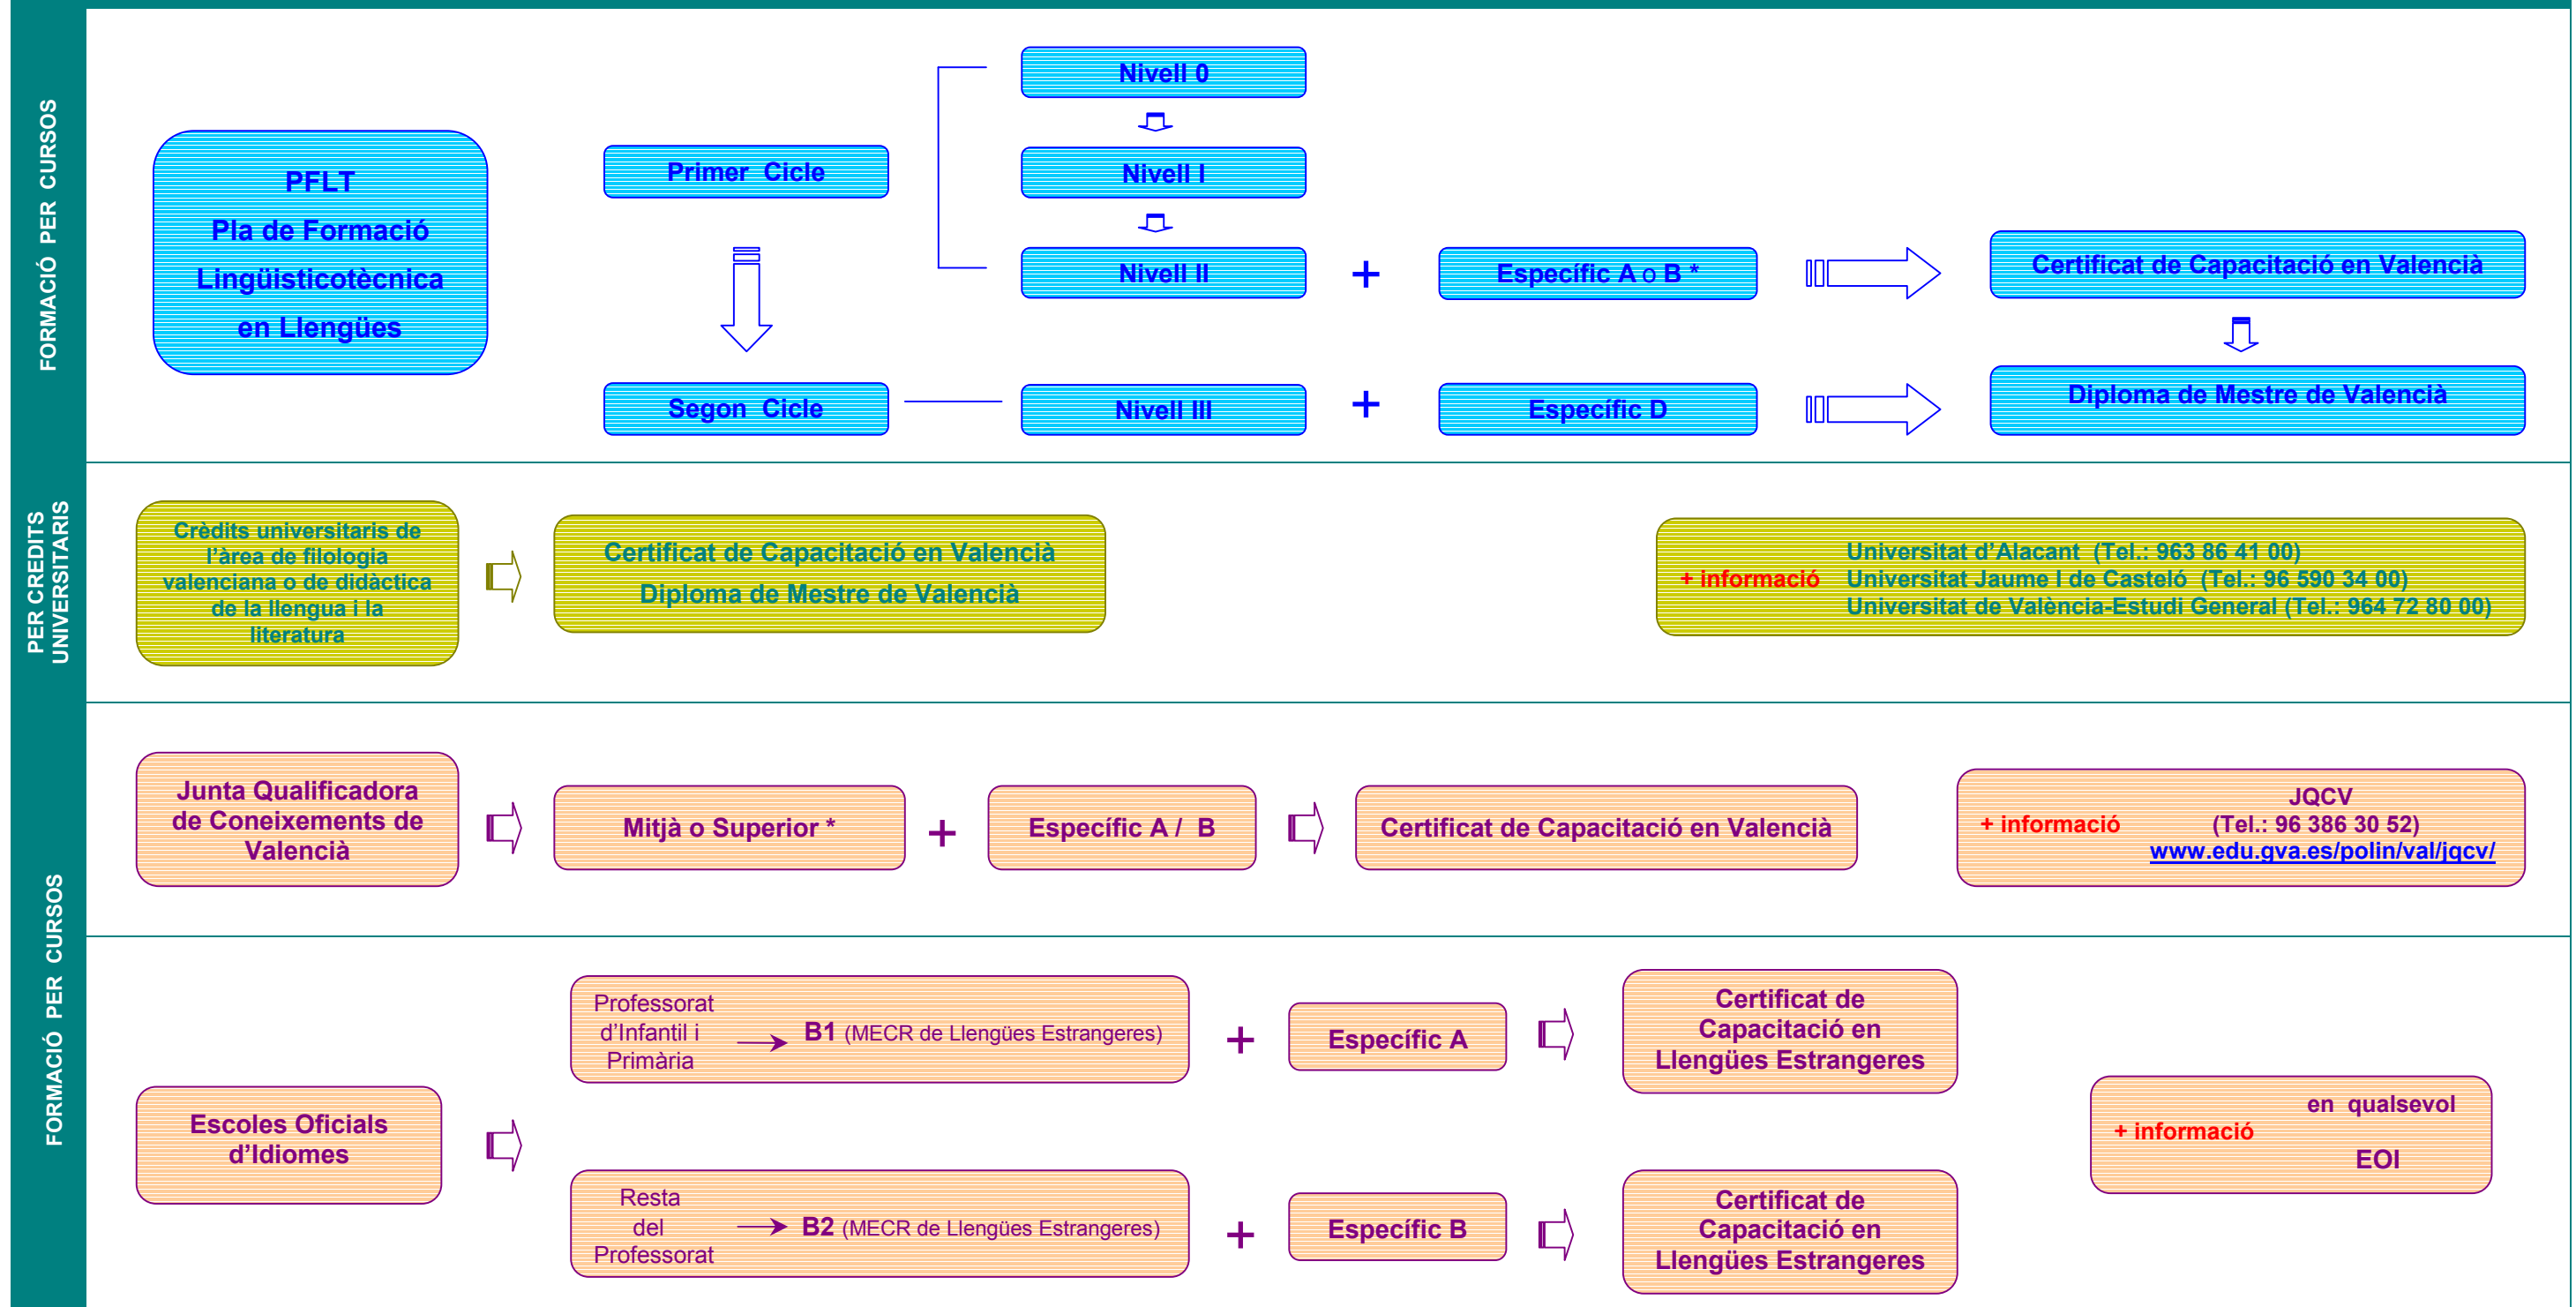 FORMACIÓ PER CURSOS
PFLT
Pla de Formació
Lingüisticotècnica
en Llengües
Primer Cicle
Segon Cicle
Nivell 0
Nivell I
Nivell II
+
Específic A o B *
Certificat de Capacitació en Valencià
Nivell III
+
Específic D
Diploma de Mestre de Valencià
PER CREDITS
UNIVERSITARIS
Crèdits universitaris de
l’àrea de filologia
valenciana o de didàctica
de la llengua i la
literatura
Certificat de Capacitació en Valencià
Diploma de Mestre de Valencià
Universitat d’Alacant (Tel.: 963 86 41 00)
+ informació Universitat Jaume I de Casteló (Tel.: 96 590 34 00)
Universitat de València-Estudi General (Tel.: 964 72 80 00)
FORMACIÓ PER CURSOS
Junta Qualificadora
de Coneixements de
Valencià
Mitjà o Superior *
+
Específic A / B
Certificat de Capacitació en Valencià
JQCV
+ informació (Tel.: 96 386 30 52)
www.edu.gva.es/polin/val/jqcv/
Escoles Oficials
d’Idiomes
Professorat
d’Infantil i
Primària
B1 (MECR de Llengües Estrangeres)
+
Específic A
Certificat de
Capacitació en
Llengües Estrangeres
Resta
del
Professorat
B2 (MECR de Llengües Estrangeres)
+
Específic B
Certificat de
Capacitació en
Llengües Estrangeres
en qualsevol
+ informació
EOI